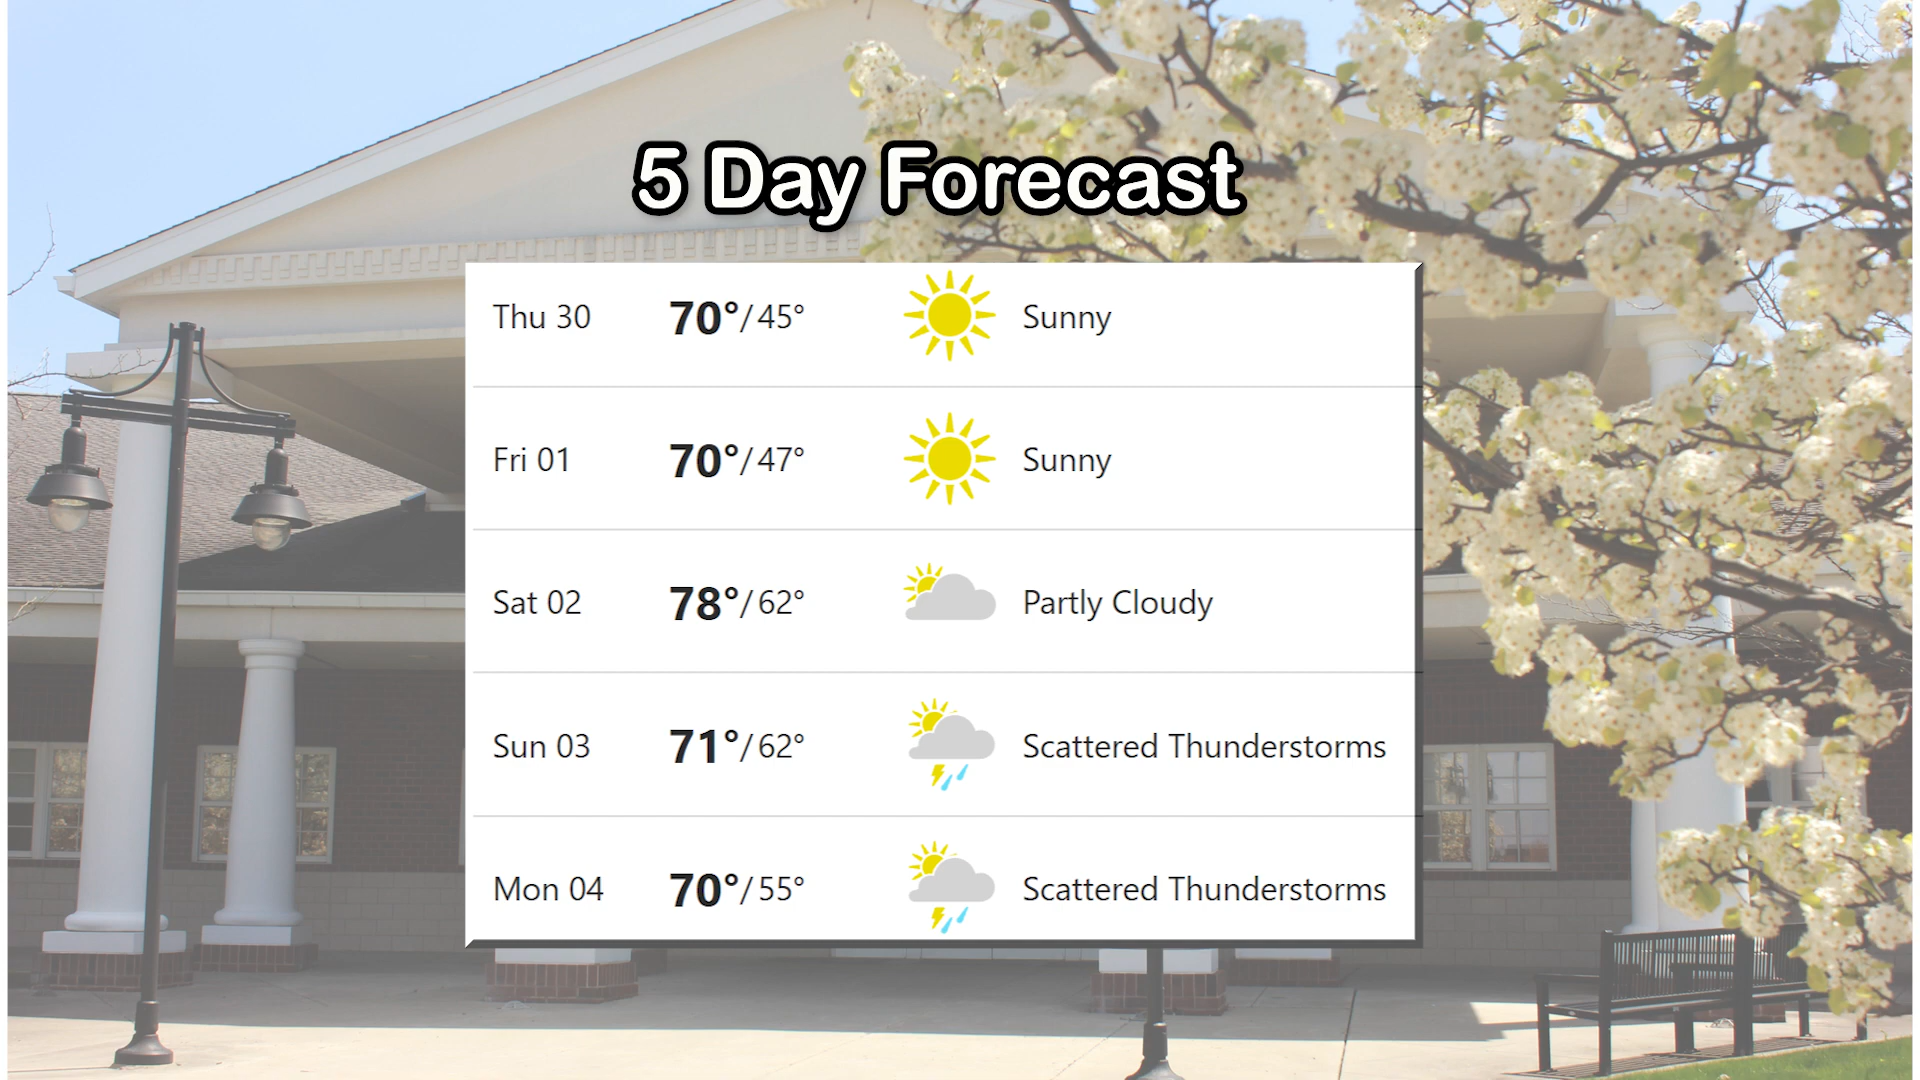 5 Day Forecast
Thu 30 70°/45° Sunny
Fri 01 70°/47° Sunny
Sat 02 78°/62° Partly Cloudy
Sun 03 71°/62° Scattered Thunderstorms
Mon 04 70°/55° Scattered Thunderstorms